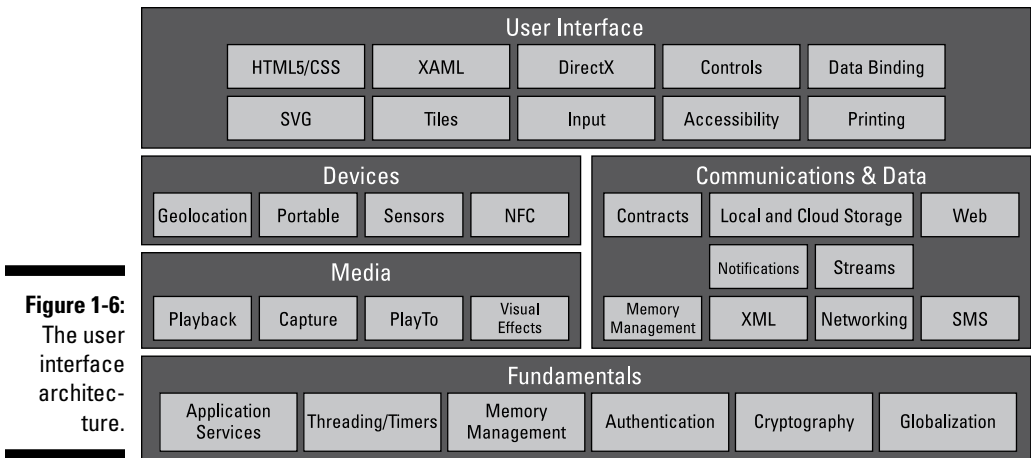 User Interface
HTML5/CSS XAML DirectX Controls Data Binding
SVG Tiles Input Accessibility Printing
Devices
Geolocation Portable Sensors NFC
Communications & Data
Contracts Local and Cloud Storage Web
Notifications Streams
Memory
Management XML Networking SMS
Media
Playback Capture PlayTo Visual
Effects
Fundamentals
Application
Services Threading/Timers Memory
Management Authentication Cryptography Globalization
Figure 1-6:
The user
interface
architec-
ture.